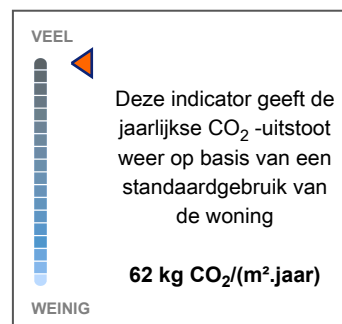 VEEL
Deze indicator geeft de
jaarlijkse CO₂ -uitstoot
weer op basis van een
standaardgebruik van
de woning
62 kg CO₂/(m².jaar)
WEINIG